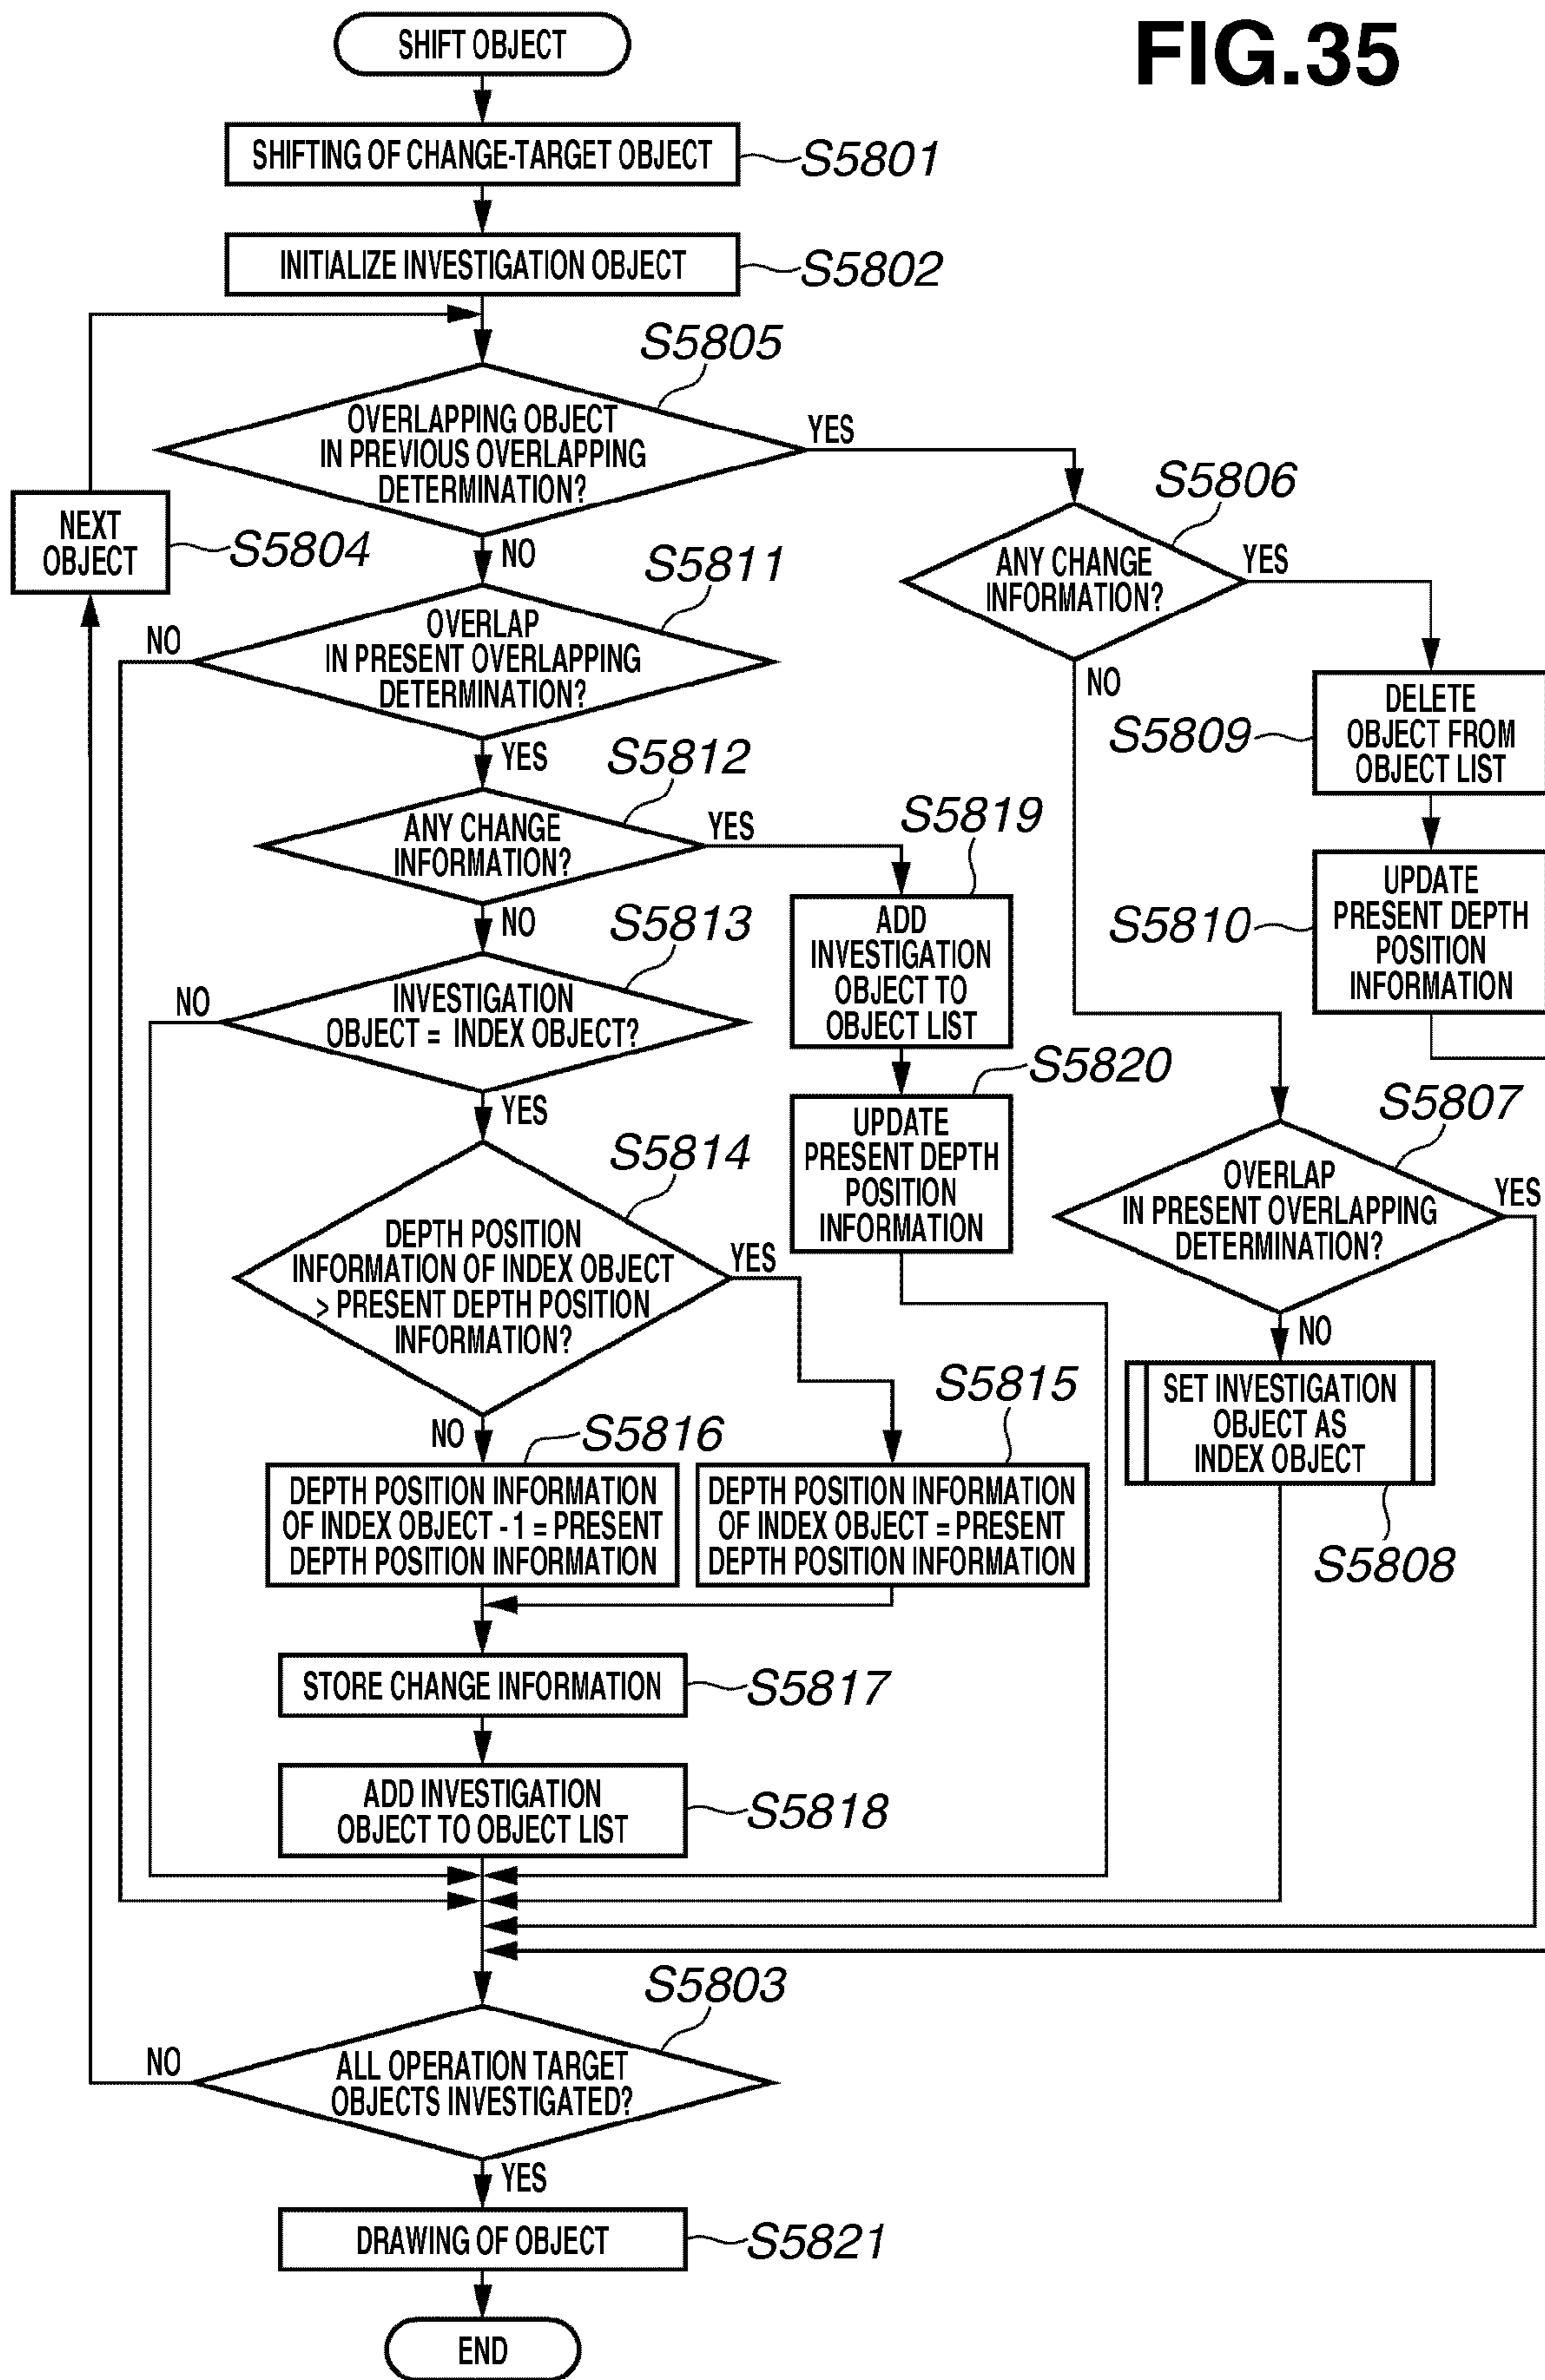 FIG.35
SHIFT OBJECT
SHIFTING OF CHANGE-TARGET OBJECT
S5801
INITIALIZE INVESTIGATION OBJECT
S5802
S5805
OVERLAPPING OBJECT
IN PREVIOUS OVERLAPPING
DETERMINATION?
YES
NO
NEXT
OBJECT
S5804
S5806
ANY CHANGE
INFORMATION?
YES
NO
S5811
OVERLAP
IN PRESENT OVERLAPPING
DETERMINATION?
NO
YES
DELETE
OBJECT FROM
OBJECT LIST
S5809
S5812
ANY CHANGE
INFORMATION?
YES
NO
S5819
ADD
INVESTIGATION
OBJECT TO
OBJECT LIST
UPDATE
PRESENT DEPTH
POSITION
INFORMATION
S5810
S5813
INVESTIGATION
OBJECT = INDEX OBJECT?
NO
YES
S5820
UPDATE
PRESENT DEPTH
POSITION
INFORMATION
S5807
OVERLAP
IN PRESENT OVERLAPPING
DETERMINATION?
YES
NO
S5814
DEPTH POSITION
INFORMATION OF INDEX OBJECT
> PRESENT DEPTH POSITION
INFORMATION?
YES
NO
SET INVESTIGATION
OBJECT AS
INDEX OBJECT
S5808
S5816
DEPTH POSITION INFORMATION
OF INDEX OBJECT - 1 = PRESENT
DEPTH POSITION INFORMATION
S5815
DEPTH POSITION INFORMATION
OF INDEX OBJECT = PRESENT
DEPTH POSITION INFORMATION
STORE CHANGE INFORMATION
S5817
ADD INVESTIGATION
OBJECT TO OBJECT LIST
S5818
S5803
ALL OPERATION TARGET
OBJECTS INVESTIGATED?
NO
YES
DRAWING OF OBJECT
S5821
END